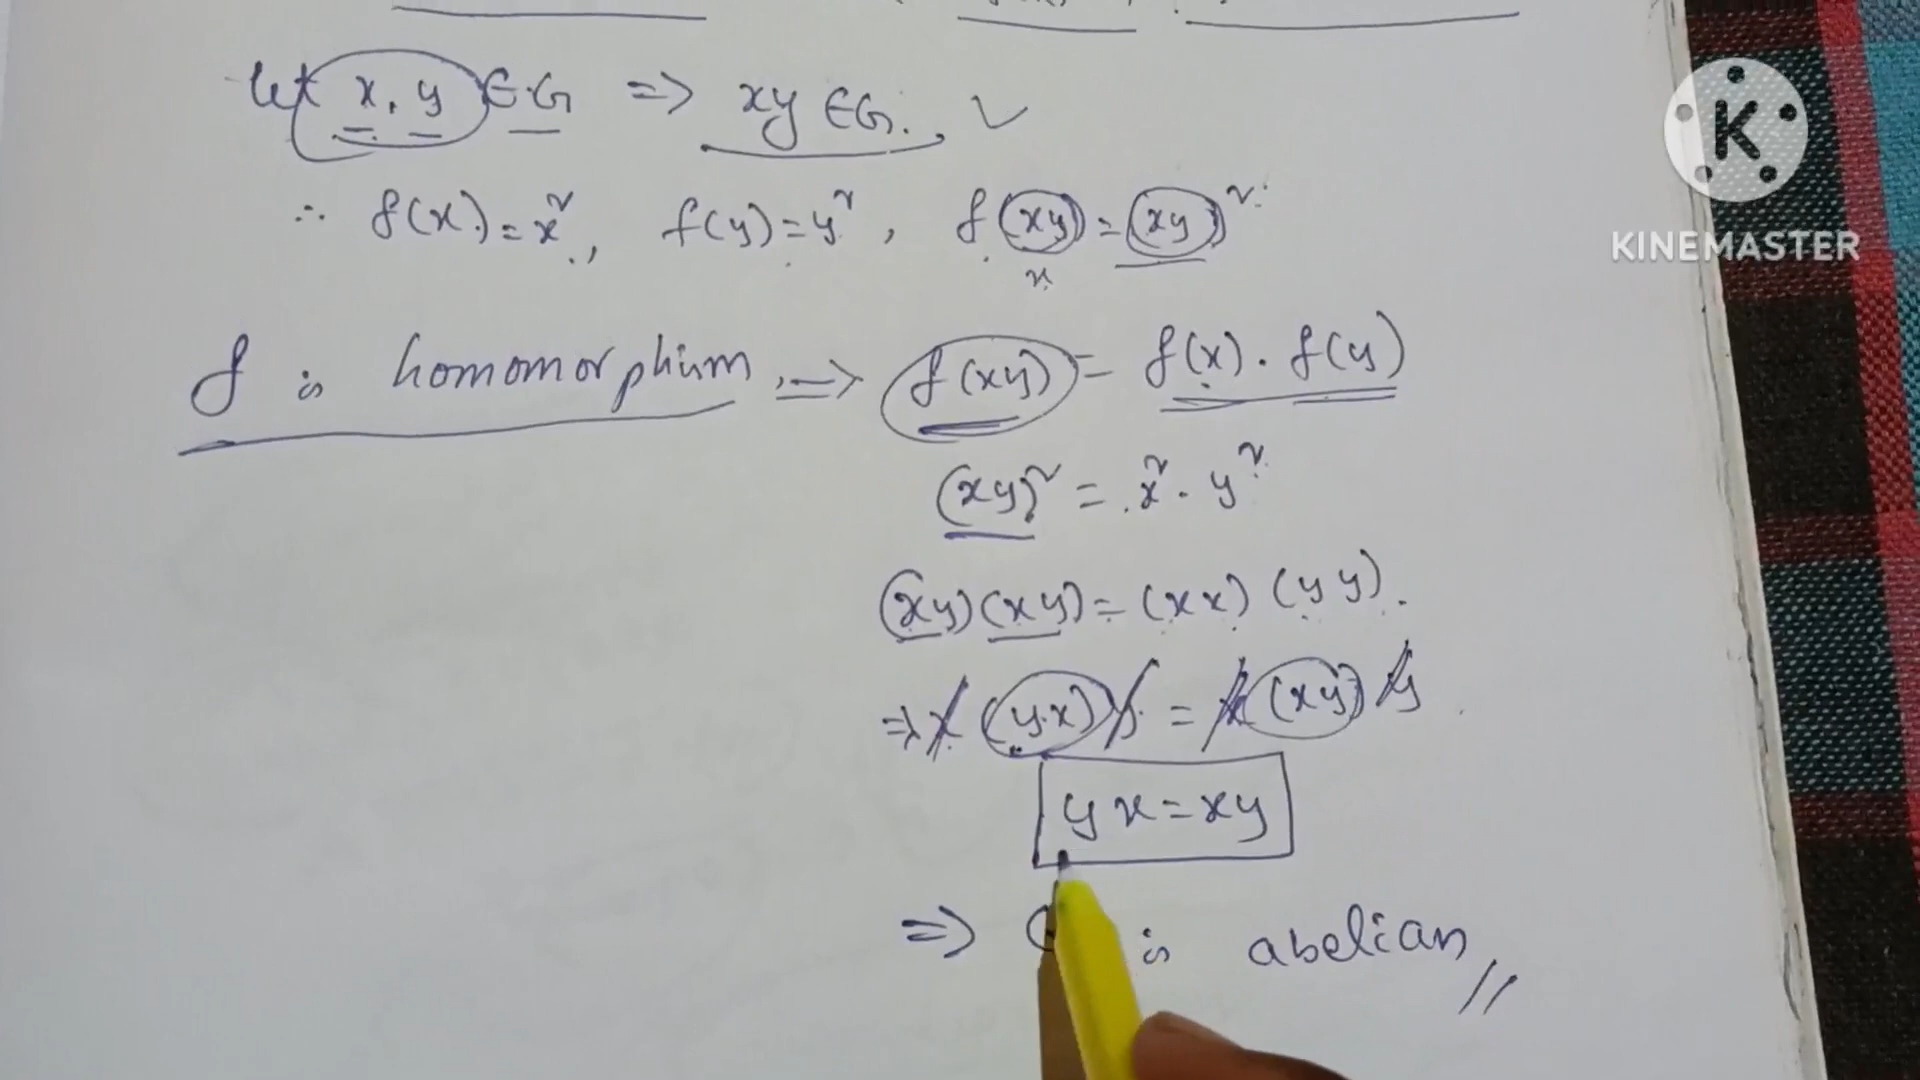 let x, y ∈ G => xy ∈ G.
∴ f(x) = x², f(y) = y², f(xy) = (xy)²
x
K
KINEMASTER
f is homomorphism, => f(xy) = f(x) . f(y)
(xy)² = x² . y²
(xy)(xy) = (xx) (yy).
=> x (y.x) y = x (xy) y
yx = xy
=> is abelian //